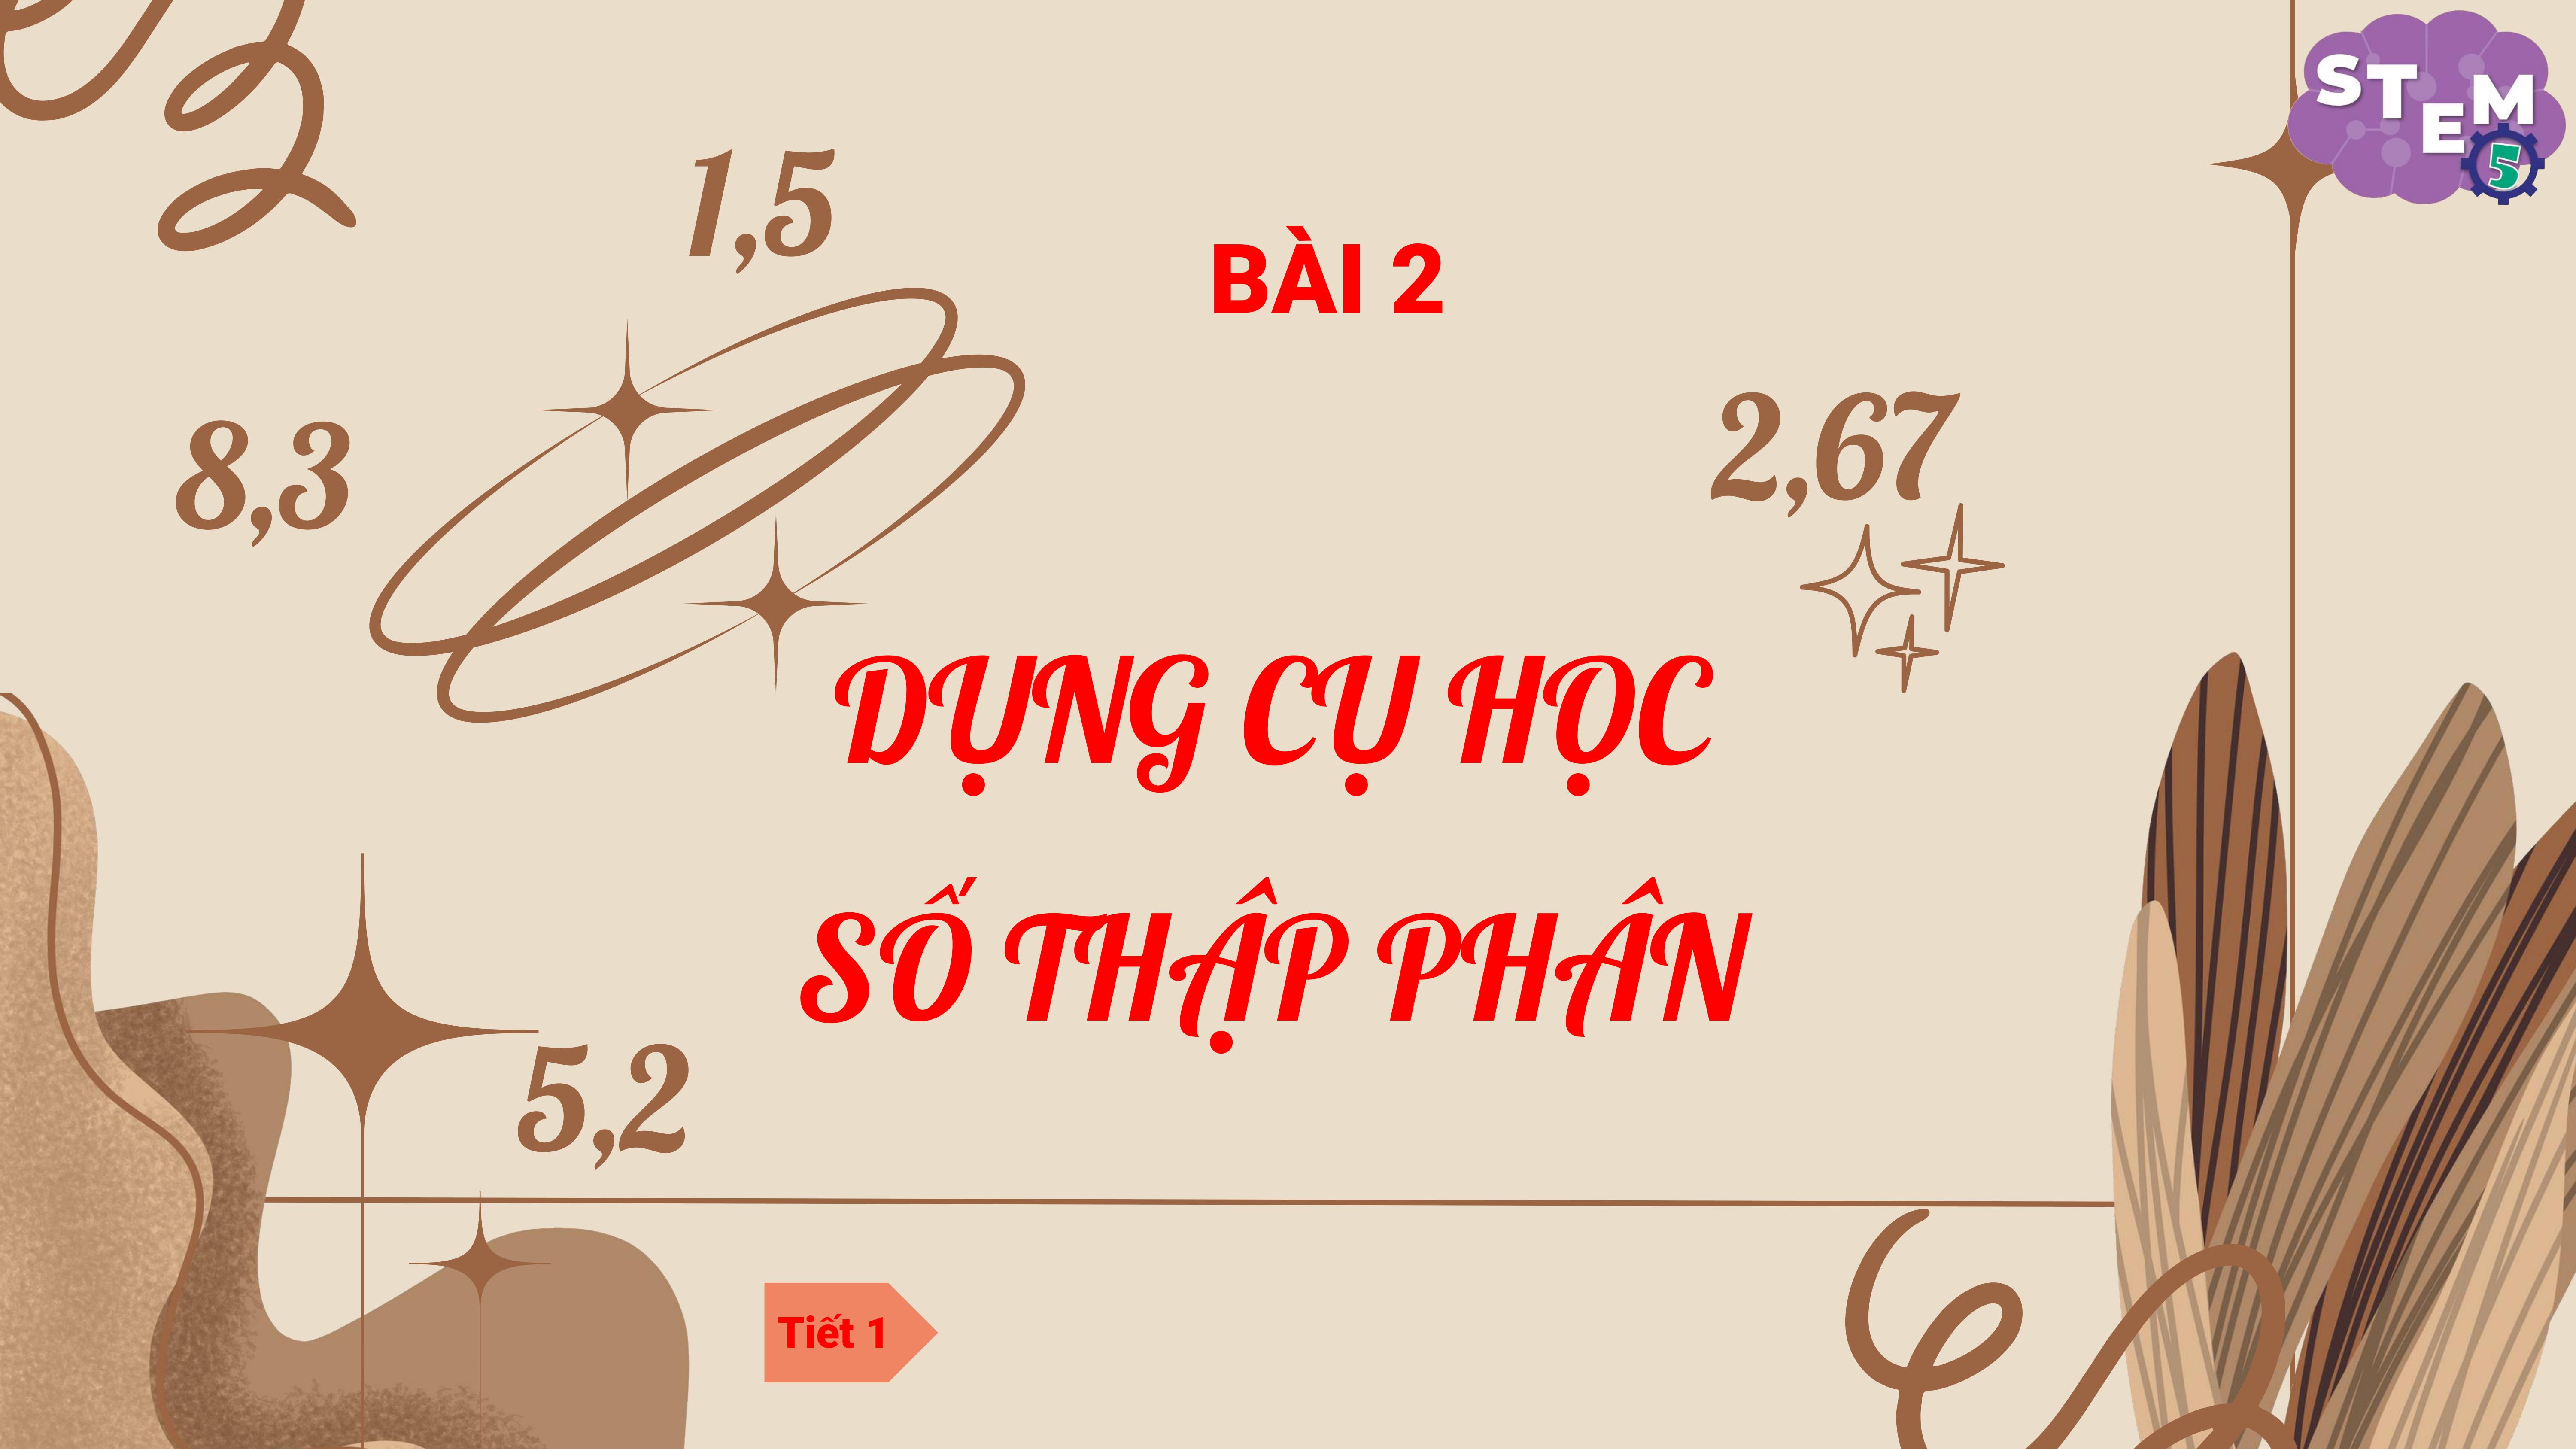 STEM
5
1,5
BÀI 2
8,3
2,67
DỤNG CỤ HỌC
SỐ THẬP PHÂN
5,2
Tiết 1